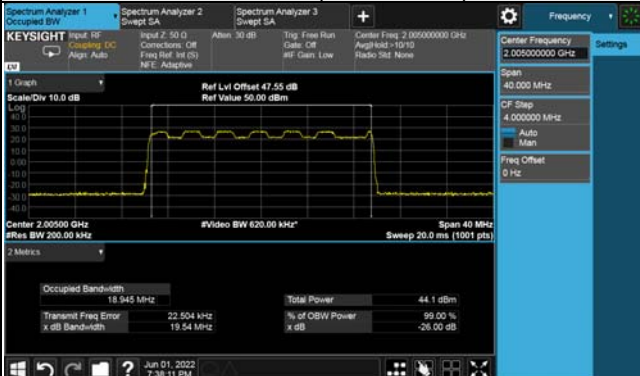 Spectrum Analyzer 1
Occupied BW
Spectrum Analyzer 2
Swept SA
Spectrum Analyzer 3
Swept SA
Frequency
KEYSIGHT
Input: RF
Coupling: DC
Align: Auto
Input Z: 50 Ω
Corrections: Off
Freq Ref: Int (S)
NFE: Adaptive
Atten: 30 dB
Trig: Free Run
Gate: Off
#IF Gain: Low
Center Freq: 2.005000000 GHz
Avg|Hold:>10/10
Radio Std: None
Center Frequency
2.005000000 GHz
Settings
Span
40.000 MHz
CF Step
4.000000 MHz
Auto
Man
Freq Offset
0 Hz
1 Graph
Scale/Div 10.0 dB
Ref Lvl Offset 47.55 dB
Ref Value 50.00 dBm
Log
40.0
30.0
20.0
10.0
0.00
-10.0
-20.0
-30.0
-40.0
Center 2.00500 GHz
#Res BW 200.00 kHz
#Video BW 620.00 kHz*
Span 40 MHz
Sweep 20.0 ms (1001 pts)
2 Metrics
Occupied Bandwidth
18.945 MHz
Total Power 44.1 dBm
Transmit Freq Error 22.504 kHz
% of OBW Power 99.00 %
x dB Bandwidth 19.54 MHz
x dB -26.00 dB
Jun 01, 2022
7:38:11 PM